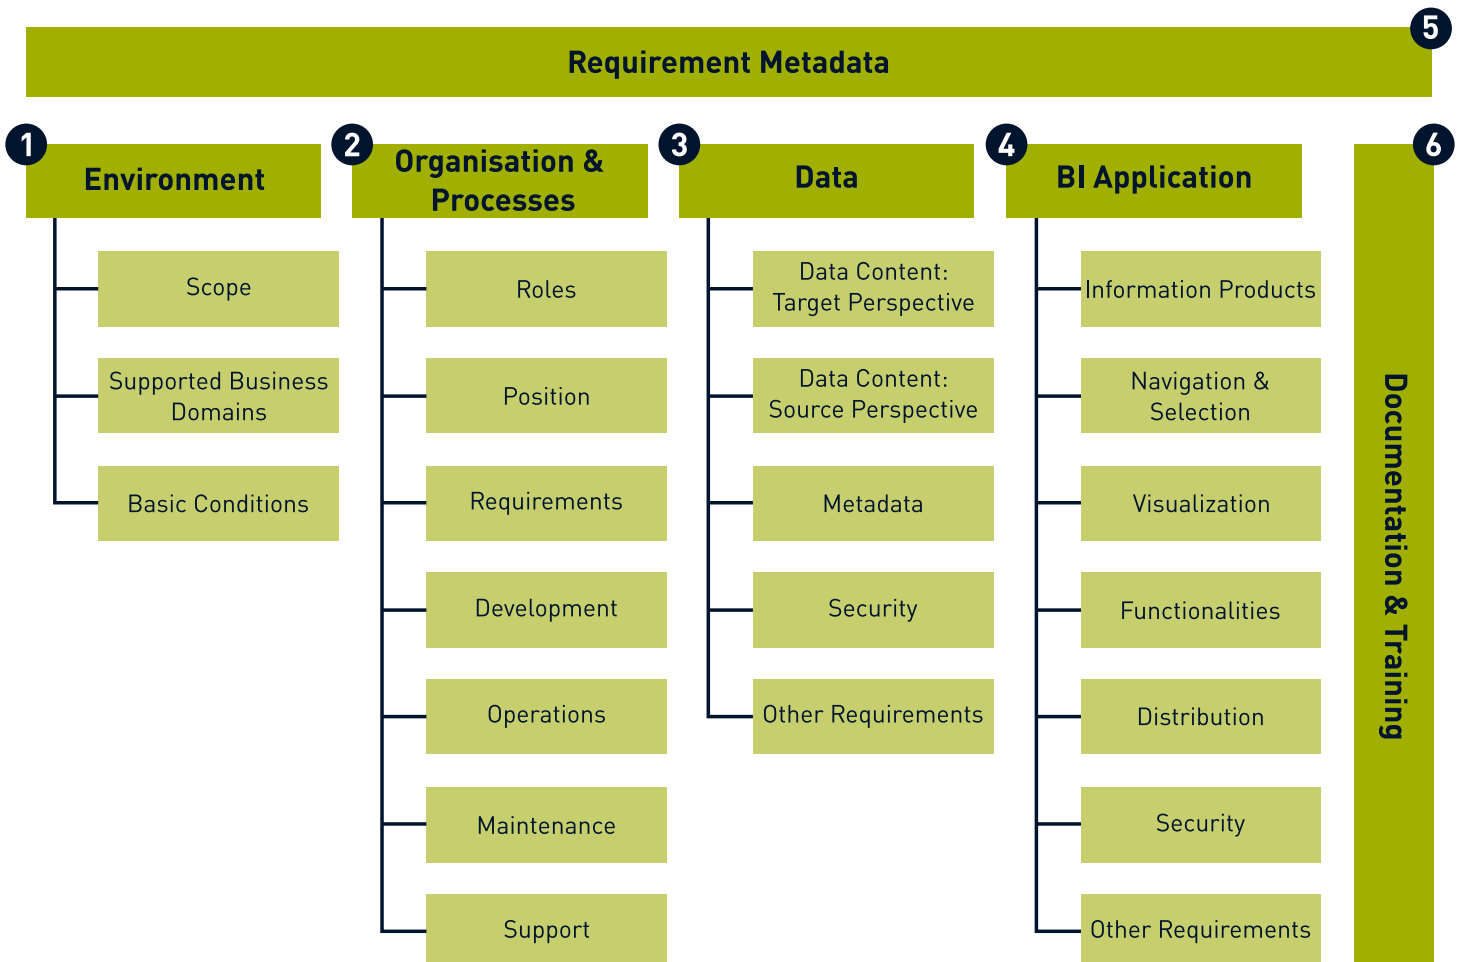 5
Requirement Metadata
1
Environment
Scope
Supported Business
Domains
Basic Conditions
2
Organisation &
Processes
Roles
Position
Requirements
Development
Operations
Maintenance
Support
3
Data
Data Content:
Target Perspective
Data Content:
Source Perspective
Metadata
Security
Other Requirements
4
BI Application
Information Products
Navigation &
Selection
Visualization
Functionalities
Distribution
Security
Other Requirements
6
Documentation & Training